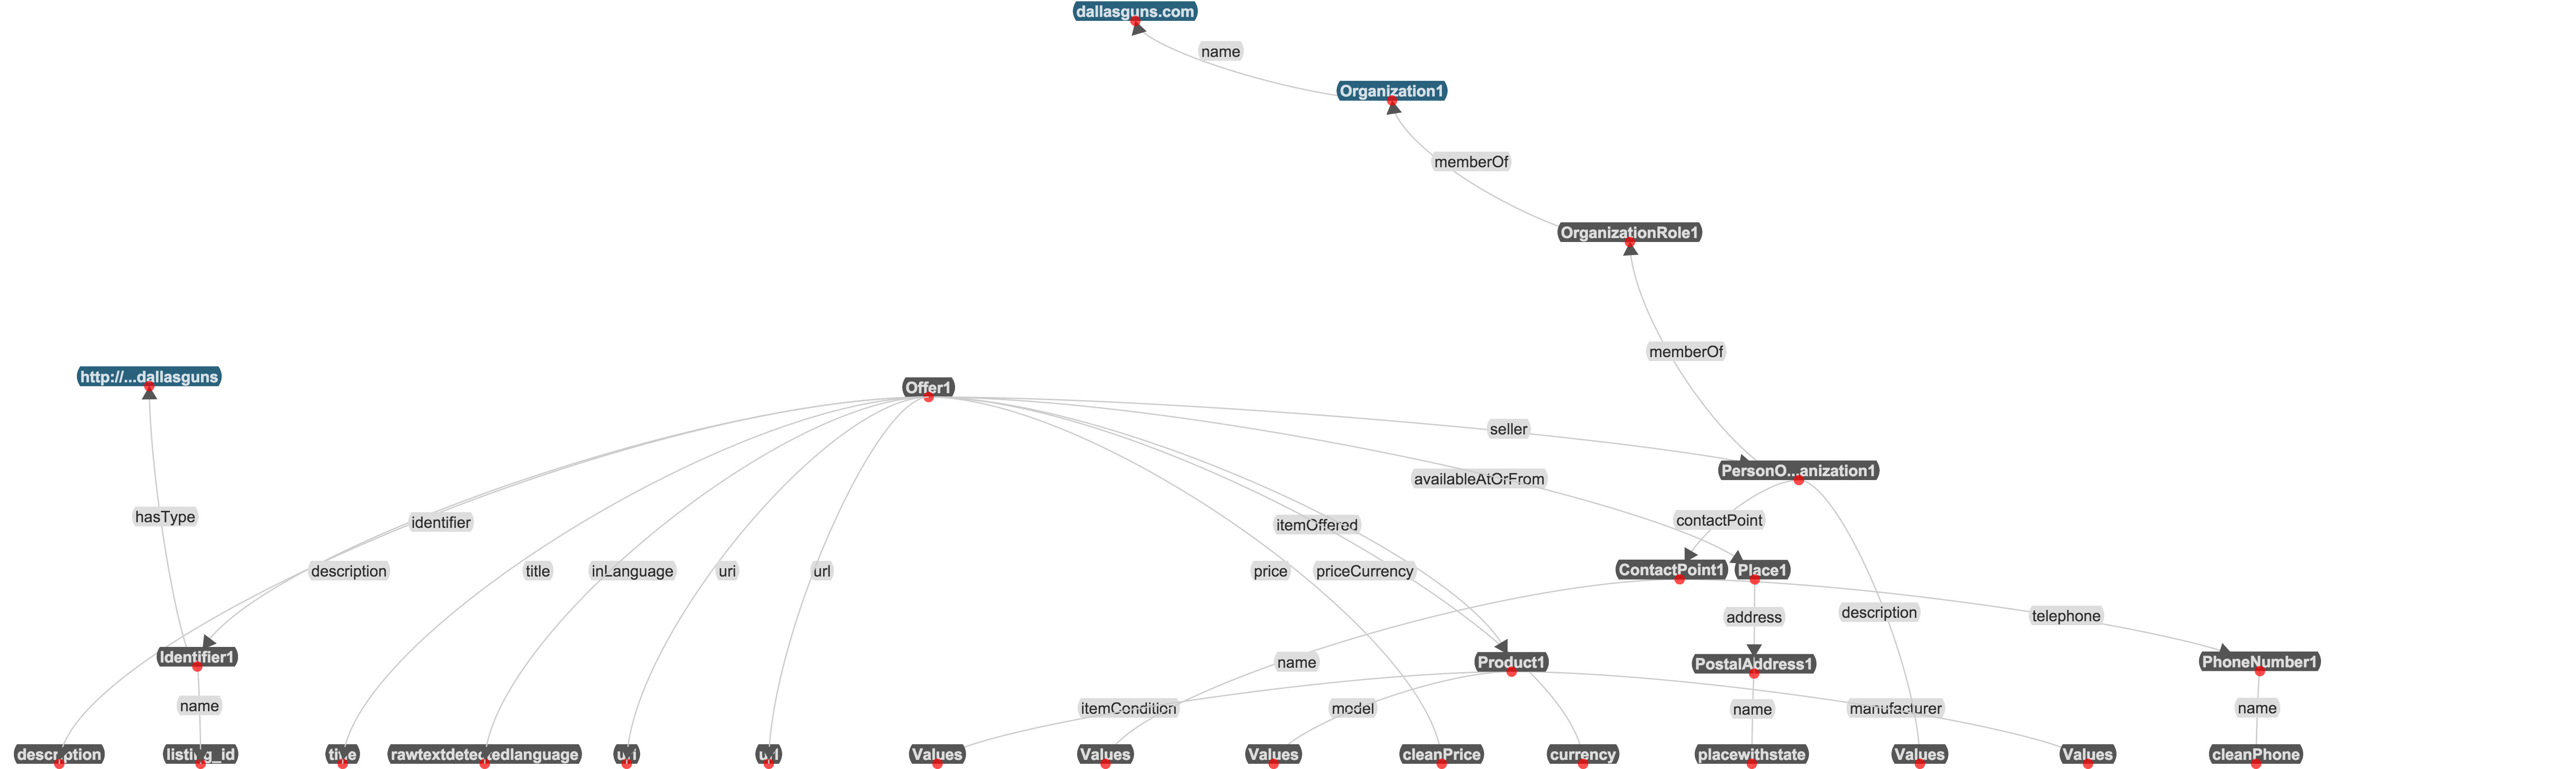 dallasguns.com
name
Organization1
memberOf
OrganizationRole1
memberOf
http://...dallasguns
Offer1
seller
PersonO...anization1
availableAtOrFrom
hasType
identifier
itemOffered
contactPoint
description
title
inLanguage
uri
url
price
priceCurrency
ContactPoint1
Place1
address
description
telephone
Identifier1
name
Product1
PostalAddress1
PhoneNumber1
name
itemCondition
model
name
manufacturer
name
description
listing_id
title
rawtextdetectedlanguage
uri
url
Values
Values
Values
cleanPrice
currency
placewithstate
Values
Values
cleanPhone